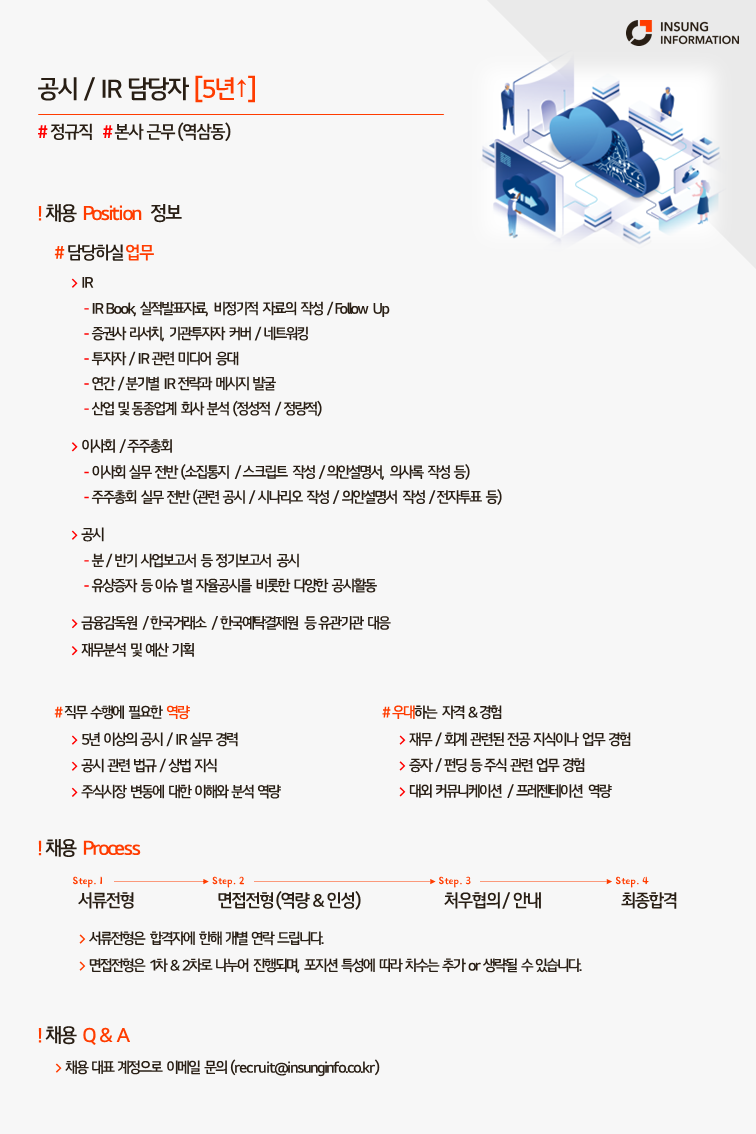 INSUNG
INFORMATION
공시 / IR 담당자 [5년↑]
# 정규직 # 본사 근무 (역삼동)
! 채용 Position 정보
# 담당하실 업무
> IR
- IR Book, 실적발표자료, 비정기적 자료의 작성 / Follow Up
- 증권사 리서치, 기관투자자 커버 / 네트워킹
- 투자자 / IR 관련 미디어 응대
- 연간 / 분기별 IR 전략과 메시지 발굴
- 산업 및 동종업계 회사 분석 (정성적 / 정량적)
> 이사회 / 주주총회
- 이사회 실무 전반 (소집통지 / 스크립트 작성 / 의안설명서, 의사록 작성 등)
- 주주총회 실무 전반 (관련 공시 / 시나리오 작성 / 의안설명서 작성 / 전자투표 등)
> 공시
- 분 / 반기 사업보고서 등 정기보고서 공시
- 유상증자 등 이슈 별 자율공시를 비롯한 다양한 공시활동
> 금융감독원 / 한국거래소 / 한국예탁결제원 등 유관기관 대응
> 재무분석 및 예산 기획
# 직무 수행에 필요한 역량
> 5년 이상의 공시 / IR 실무 경력
> 공시 관련 법규 / 상법 지식
> 주식시장 변동에 대한 이해와 분석 역량
# 우대하는 자격 & 경험
> 재무 / 회계 관련된 전공 지식이나 업무 경험
> 증자 / 펀딩 등 주식 관련 업무 경험
> 대외 커뮤니케이션 / 프레젠테이션 역량
! 채용 Process
Step. 1 Step. 2 Step. 3 Step. 4
서류전형 면접전형 (역량 & 인성) 처우협의 / 안내 최종합격
> 서류전형은 합격자에 한해 개별 연락 드립니다.
> 면접전형은 1차 & 2차로 나누어 진행되며, 포지션 특성에 따라 차수는 추가 or 생략될 수 있습니다.
! 채용 Q & A
> 채용 대표 계정으로 이메일 문의 (recruit@insunginfo.co.kr)